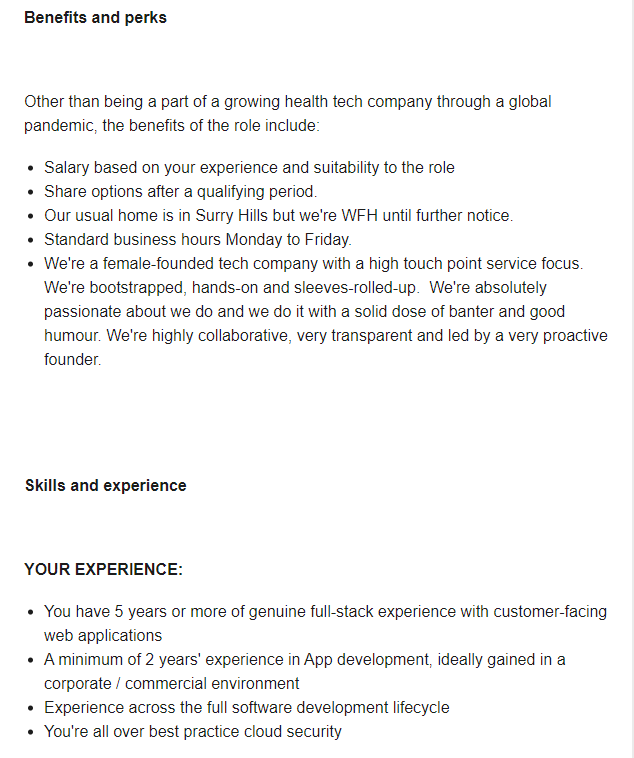 Benefits and perks
Other than being a part of a growing health tech company through a global
pandemic, the benefits of the role include:
• Salary based on your experience and suitability to the role
• Share options after a qualifying period.
• Our usual home is in Surry Hills but we're WFH until further notice.
• Standard business hours Monday to Friday.
• We're a female-founded tech company with a high touch point service focus.
We're bootstrapped, hands-on and sleeves-rolled-up.  We're absolutely
passionate about we do and we do it with a solid dose of banter and good
humour. We're highly collaborative, very transparent and led by a very proactive
founder.
Skills and experience
YOUR EXPERIENCE:
• You have 5 years or more of genuine full-stack experience with customer-facing
web applications
• A minimum of 2 years' experience in App development, ideally gained in a
corporate / commercial environment
• Experience across the full software development lifecycle
• You're all over best practice cloud security